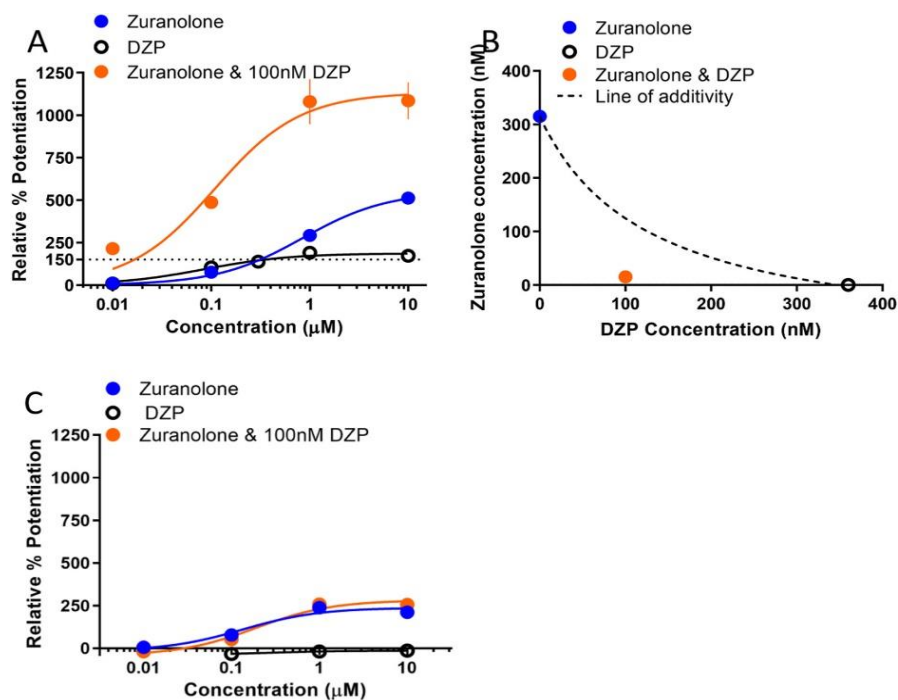 A
Zuranolone
DZP
Zuranolone & 100nM DZP
Relative % Potentiation
1250
1000
750
500
250
150
0
0.01
0.1
1
10
Concentration (μM)
B
Zuranolone
DZP
Zuranolone & DZP
Line of additivity
Zuranolone concentration (nM)
400
300
200
100
0
0
100
200
300
400
DZP Concentration (nM)
C
Zuranolone
DZP
Zuranolone & 100nM DZP
Relative % Potentiation
1250
1000
750
500
250
0
0.01
0.1
1
10
Concentration (μM)